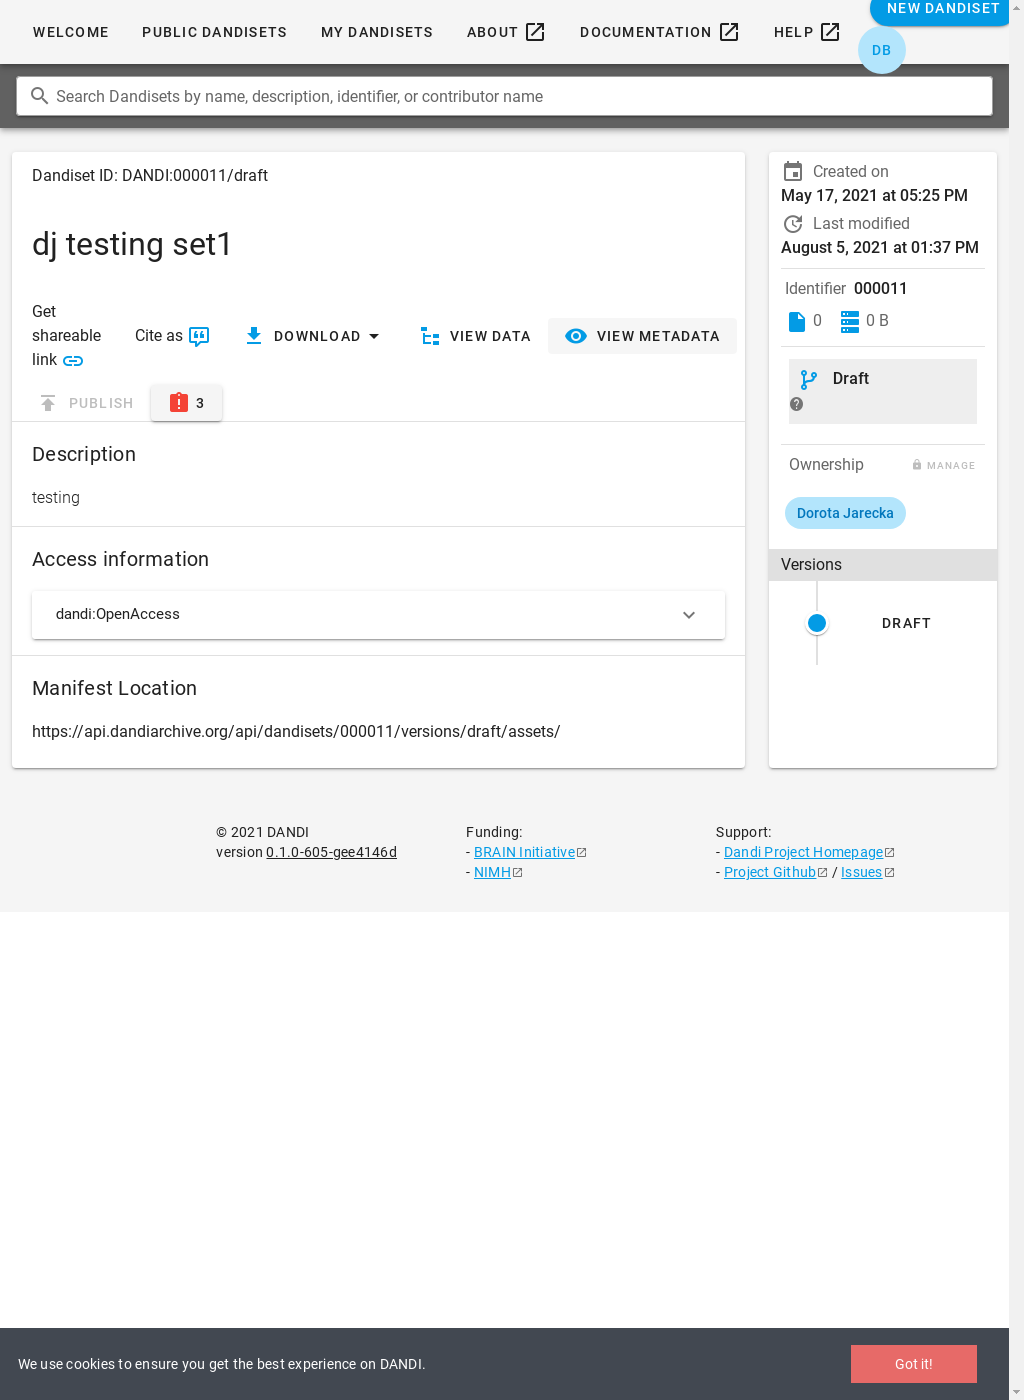 WELCOME PUBLIC DANDISETS MY DANDISETS ABOUT DOCUMENTATION HELP NEW DANDISET
DB
Search Dandisets by name, description, identifier, or contributor name
Dandiset ID: DANDI:000011/draft
dj testing set1
Get
shareable
link
Cite as
DOWNLOAD
VIEW DATA
VIEW METADATA
PUBLISH
3
Description
testing
Access information
dandi:OpenAccess
Manifest Location
https://api.dandiarchive.org/api/dandisets/000011/versions/draft/assets/
Created on
May 17, 2021 at 05:25 PM
Last modified
August 5, 2021 at 01:37 PM
Identifier 000011
0 0 B
Draft
Ownership MANAGE
Dorota Jarecka
Versions
DRAFT
© 2021 DANDI
version 0.1.0-605-gee4146d
Funding:
- BRAIN Initiative
- NIMH
Support:
- Dandi Project Homepage
- Project Github / Issues
We use cookies to ensure you get the best experience on DANDI.
Got it!